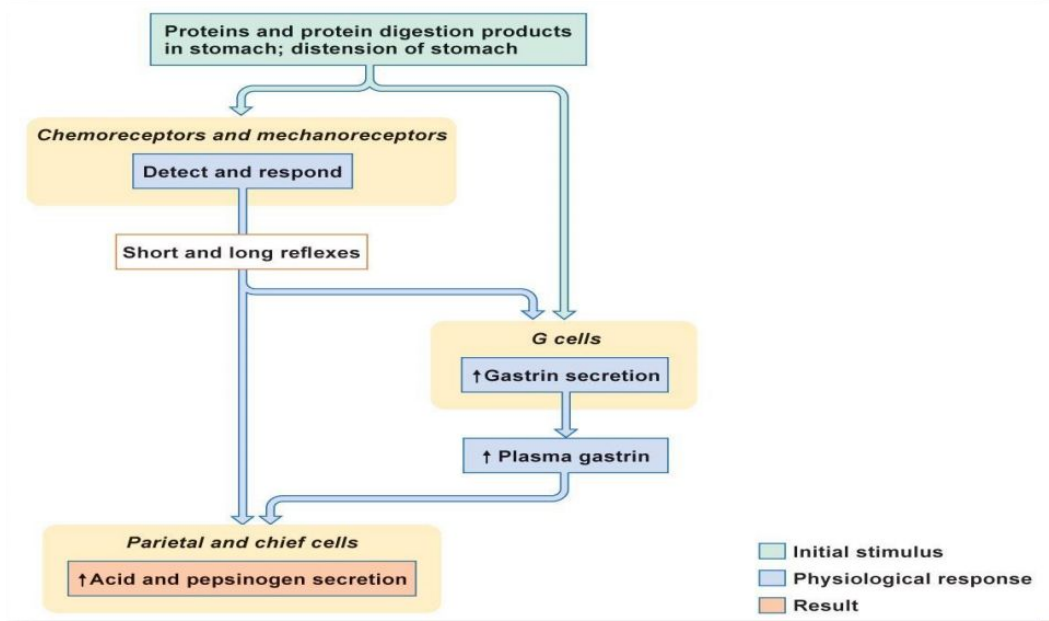 Proteins and protein digestion products
in stomach; distension of stomach
Chemoreceptors and mechanoreceptors
Detect and respond
Short and long reflexes
G cells
↑Gastrin secretion
↑ Plasma gastrin
Parietal and chief cells
↑Acid and pepsinogen secretion
Initial stimulus
Physiological response
Result